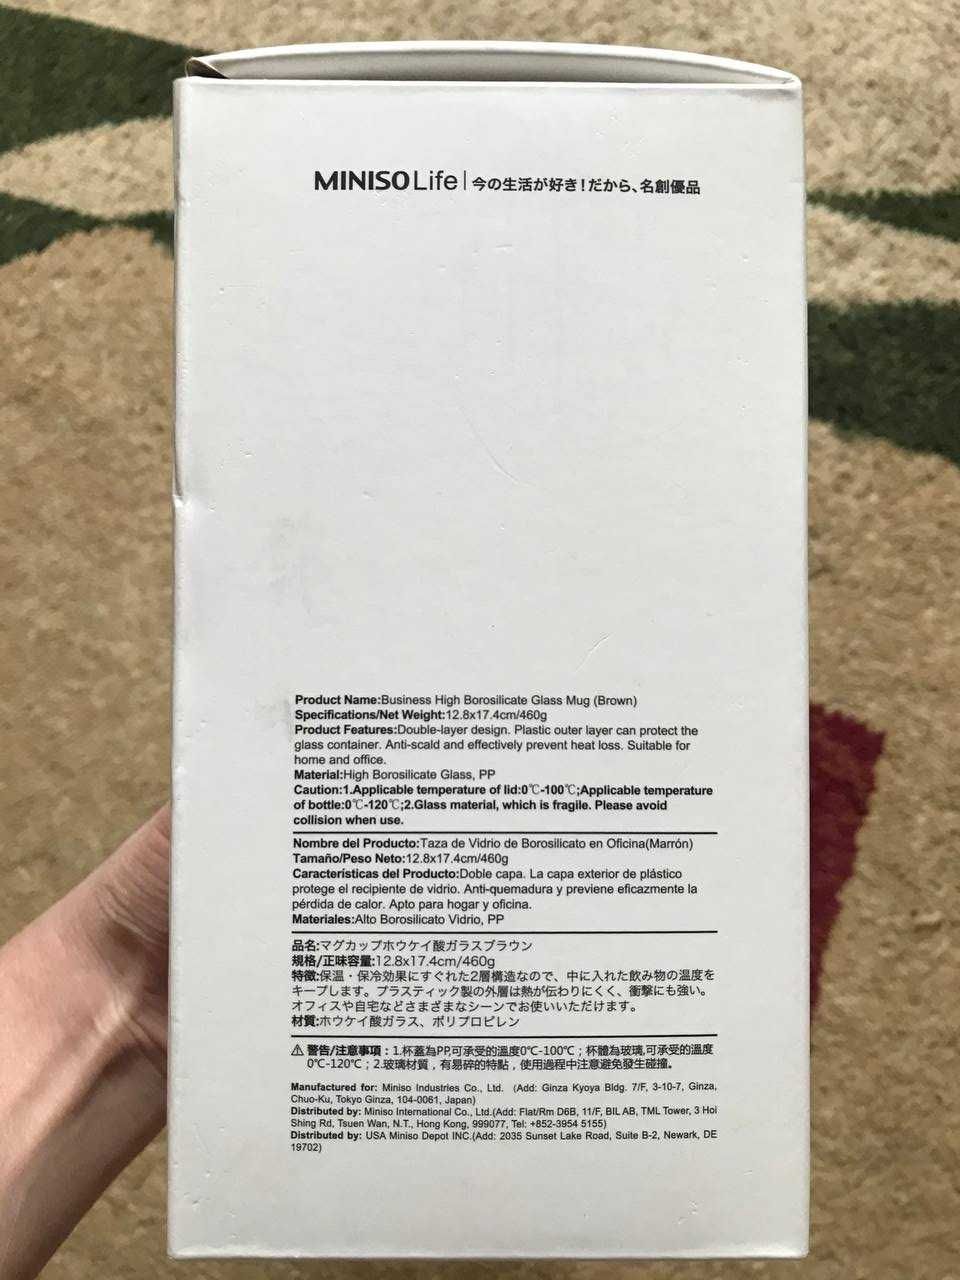 MINISO Life | 今の生活が好き!だから、名創優品
Product Name:Business High Borosilicate Glass Mug (Brown)
Specifications/Net Weight:12.8x17.4cm/460g
Product Features:Double-layer design. Plastic outer layer can protect the
glass container. Anti-scald and effectively prevent heat loss. Suitable for
home and office.
Material:High Borosilicate Glass, PP
Caution:1.Applicable temperature of lid:0℃-100℃;Applicable temperature
of bottle:0℃-120℃;2.Glass material, which is fragile. Please avoid
collision when use.
Nombre del Producto:Taza de Vidrio de Borosilicato en Oficina(Marrón)
Tamaño/Peso Neto:12.8x17.4cm/460g
Características del Producto:Doble capa. La capa exterior de plástico
protege el recipiente de vidrio. Anti-quemadura y previene eficazmente la
pérdida de calor. Apto para hogar y oficina.
Materiales:Alto Borosilicato Vidrio, PP
品名:マグカップホウケイ酸ガラスブラウン
規格/正味容量:12.8x17.4cm/460g
特徴:保温・保冷効果にすぐれた2層構造なので、中に入れた飲み物の温度を
キープします。プラスティック製の外層は熱が伝わりにくく、衝撃にも強い。
オフィスや自宅などさまざまなシーンでお使いいただけます。
材質:ホウケイ酸ガラス、ポリプロピレン
⚠ 警告/注意事項：1.杯蓋為PP,可承受的溫度0℃-100℃；杯體為玻璃,可承受的溫度
0℃-120℃；2.玻璃材質，有易碎的特點，使用過程中注意避免發生碰撞。
Manufactured for: Miniso Industries Co., Ltd. (Add: Ginza Kyoya Bldg. 7/F, 3-10-7, Ginza,
Chuo-Ku, Tokyo Ginza, 104-0061, Japan)
Distributed by: Miniso International Co., Ltd.(Add: Flat/Rm D6B, 11/F, BIL AB, TML Tower, 3 Hoi
Shing Rd, Tsuen Wan, N.T., Hong Kong, 999077, Tel: +852-3954 5155)
Distributed by: USA Miniso Depot INC.(Add: 2035 Sunset Lake Road, Suite B-2, Newark, DE
19702)